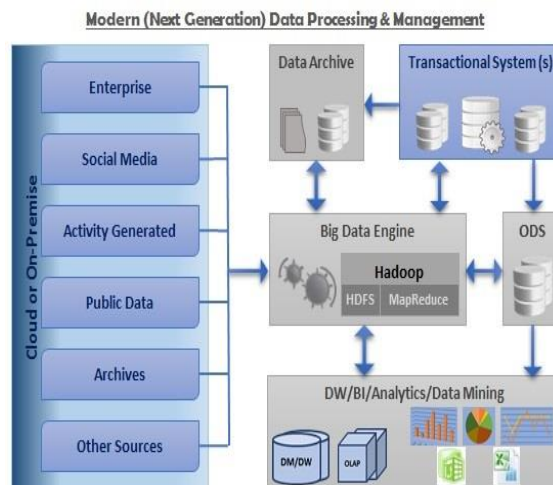 Modern (Next Generation) Data Processing & Management
Cloud or On-Premise
Enterprise
Social Media
Activity Generated
Public Data
Archives
Other Sources
Data Archive
Transactional System (s)
Big Data Engine
Hadoop
HDFS
MapReduce
ODS
DW/BI/Analytics/Data Mining
DM/DW
OLAP